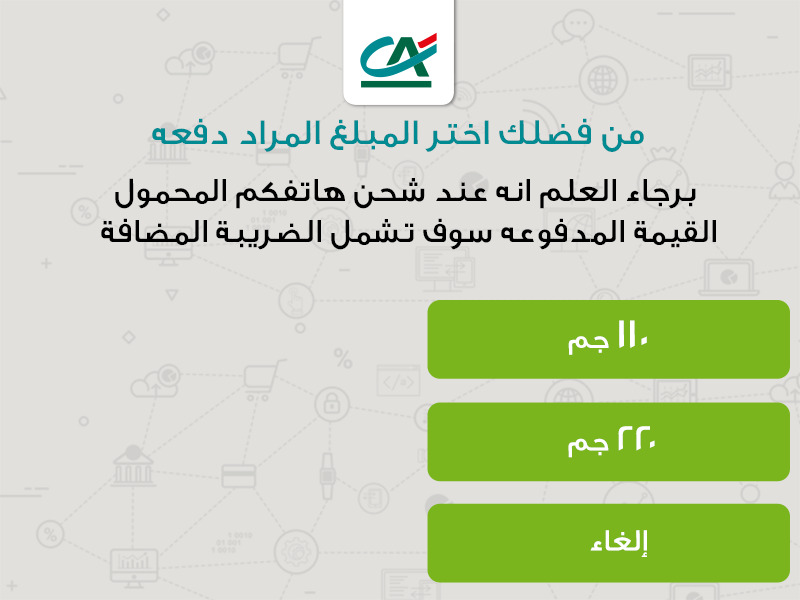 CA
من فضلك اختر المبلغ المراد دفعه
برجاء العلم انه عند شحن هاتفكم المحمول
القيمة المدفوعه سوف تشمل الضريبة المضافة
١١٠ جم
٢٢٠ جم
إلغاء